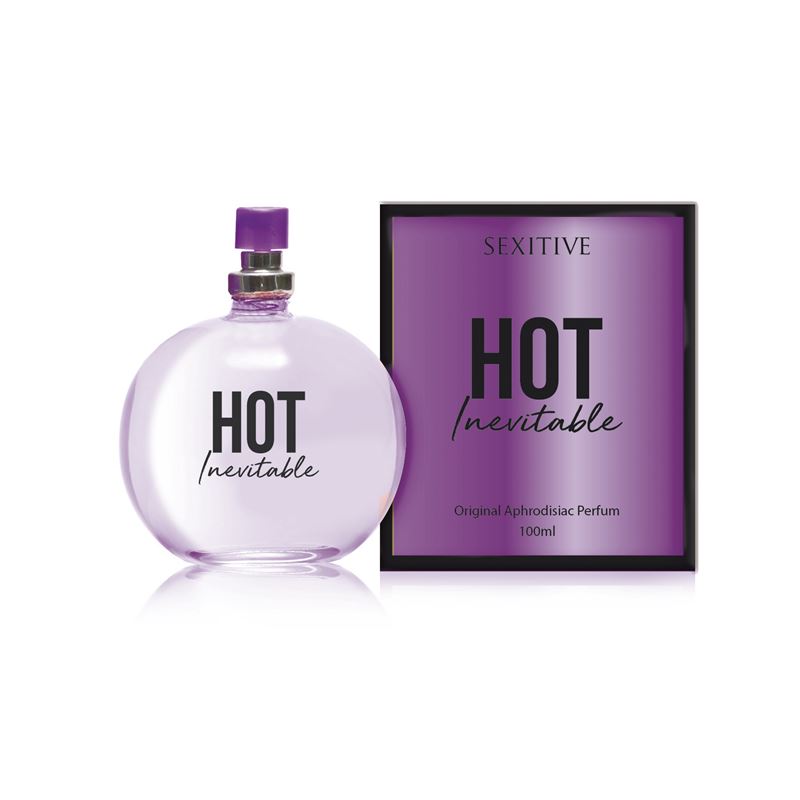 HOT
Inevitable
SEXITIVE
HOT
Inevitable
Original Aphrodisiac Perfum
100ml